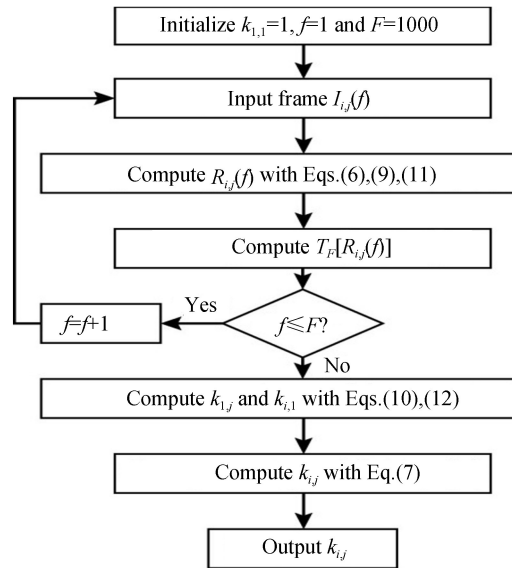 Initialize k1,1=1, f=1 and F=1000
Input frame Ii,j(f)
Compute Ri,j(f) with Eqs.(6),(9),(11)
Compute TF[Ri,j(f)]
Yes
f=f+1
f≤F?
No
Compute k1,j and ki,1 with Eqs.(10),(12)
Compute ki,j with Eq.(7)
Output ki,j